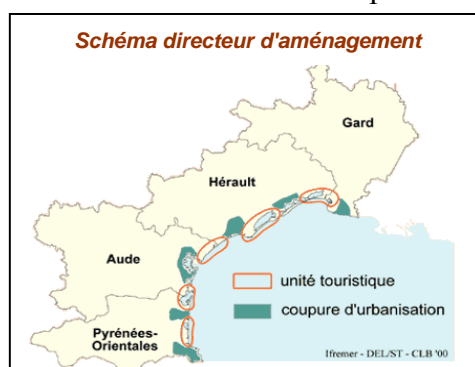 Schéma directeur d'aménagement
Gard
Hérault
Aude
unité touristique
coupure d'urbanisation
Pyrénées-
Orientales
Ifremer - DEL/ST - CLB '00